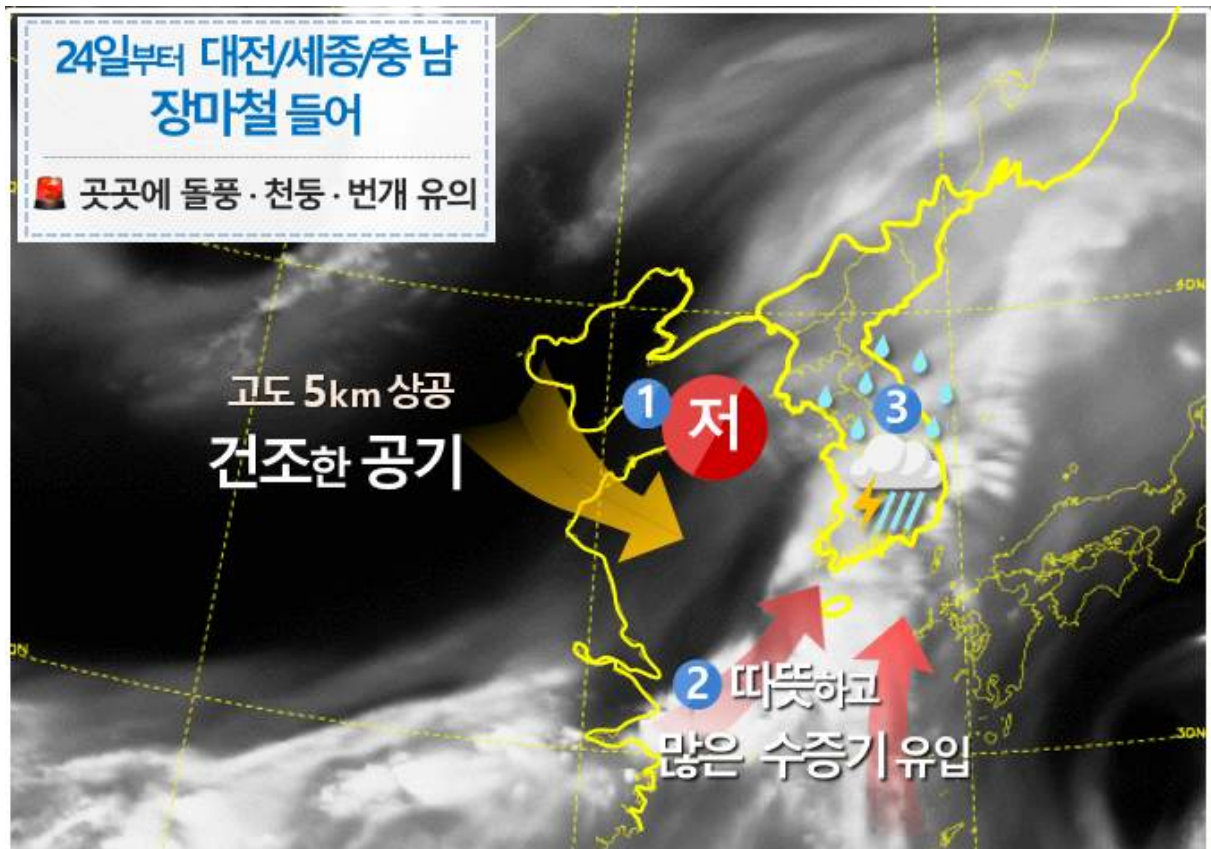 24일부터 대전/세종/충 남
장마철 들어
곳곳에 돌풍 · 천둥 · 번개 유의
고도 5km 상공
건조한 공기
1
저
3
2 따뜻하고
많은 수증기 유입
50N
30N